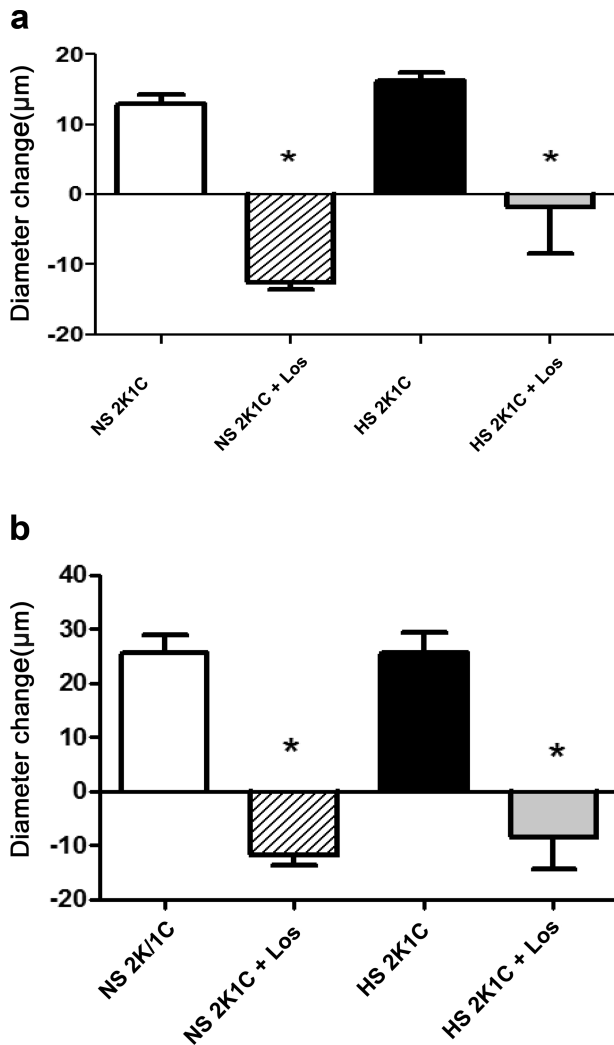 a
Diameter change(µm)
20
10
0
-10
-20
*
*
NS 2K1C
NS 2K1C + Los
HS 2K1C
HS 2K1C + Los
b
Diameter change(µm)
40
30
20
10
0
-10
-20
*
*
NS 2K/1C
NS 2K1C + Los
HS 2K1C
HS 2K1C + Los